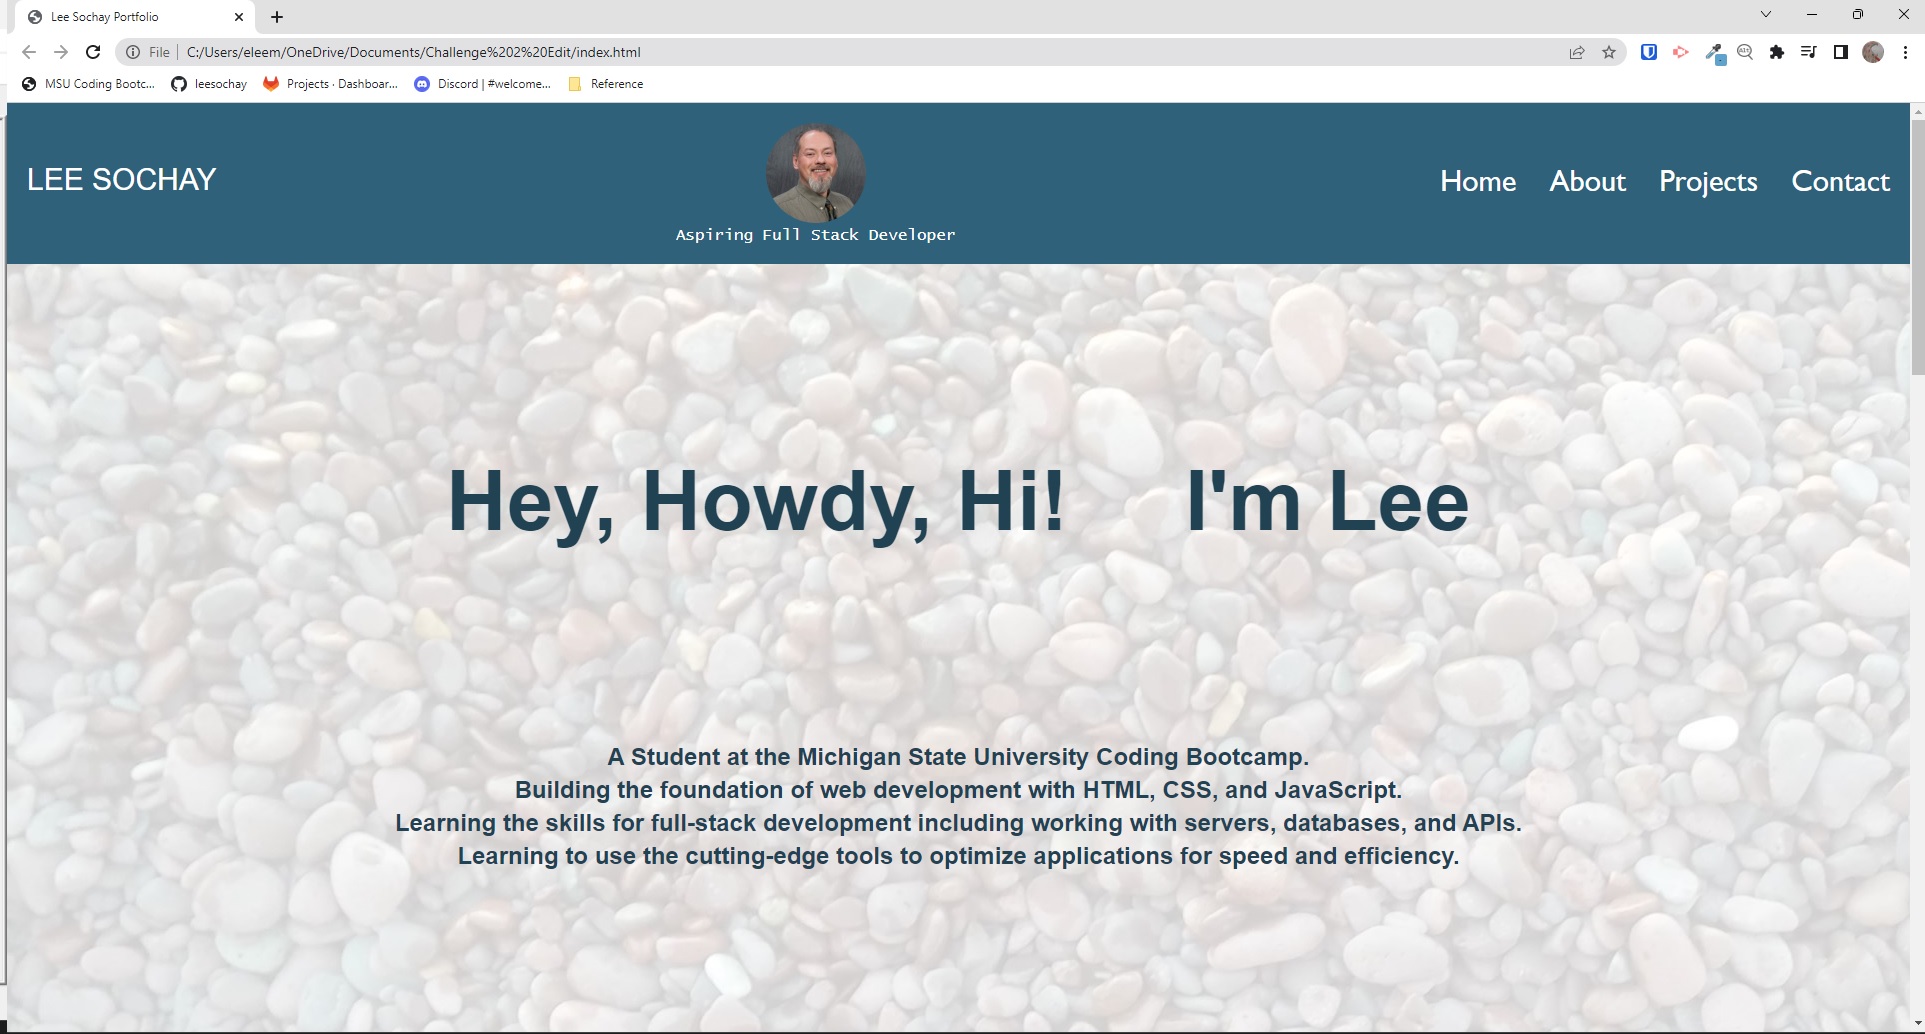 Lee Sochay Portfolio
File C:/Users/eleem/OneDrive/Documents/Challenge%202%20Edit/index.html
MSU Coding Bootc... leesochay Projects · Dashboar... Discord | #welcome... Reference
LEE SOCHAY
Aspiring Full Stack Developer
Home About Projects Contact
Hey, Howdy, Hi! I'm Lee
A Student at the Michigan State University Coding Bootcamp.
Building the foundation of web development with HTML, CSS, and JavaScript.
Learning the skills for full-stack development including working with servers, databases, and APIs.
Learning to use the cutting-edge tools to optimize applications for speed and efficiency.